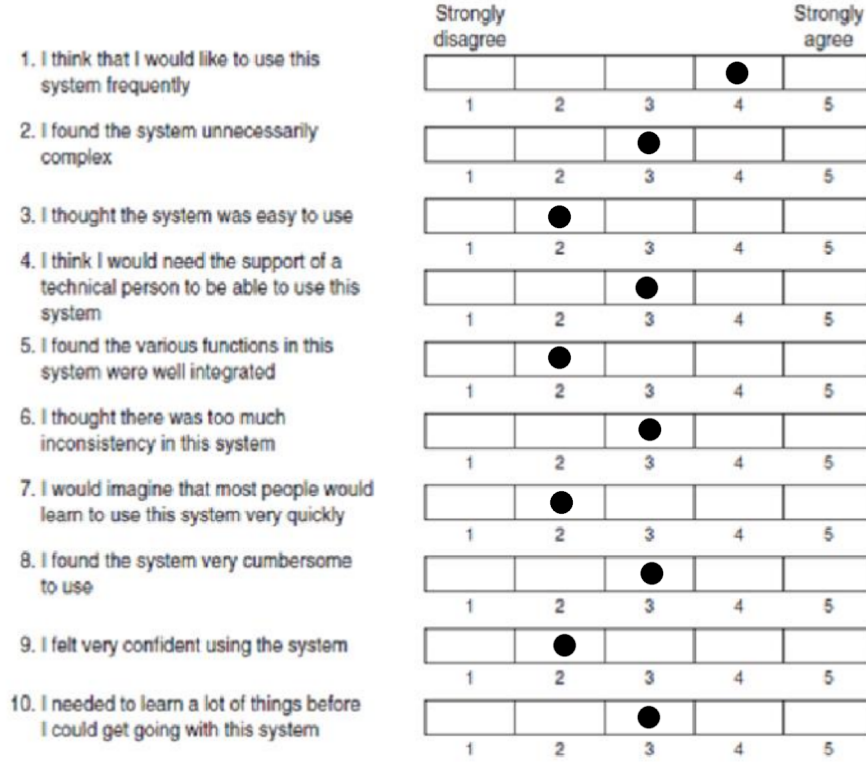 Strongly disagree
Strongly agree
1. I think that I would like to use this
system frequently
1 2 3 4 5
2. I found the system unnecessarily
complex
1 2 3 4 5
3. I thought the system was easy to use
1 2 3 4 5
4. I think I would need the support of a
technical person to be able to use this
system
1 2 3 4 5
5. I found the various functions in this
system were well integrated
1 2 3 4 5
6. I thought there was too much
inconsistency in this system
1 2 3 4 5
7. I would imagine that most people would
learn to use this system very quickly
1 2 3 4 5
8. I found the system very cumbersome
to use
1 2 3 4 5
9. I felt very confident using the system
1 2 3 4 5
10. I needed to learn a lot of things before
I could get going with this system
1 2 3 4 5